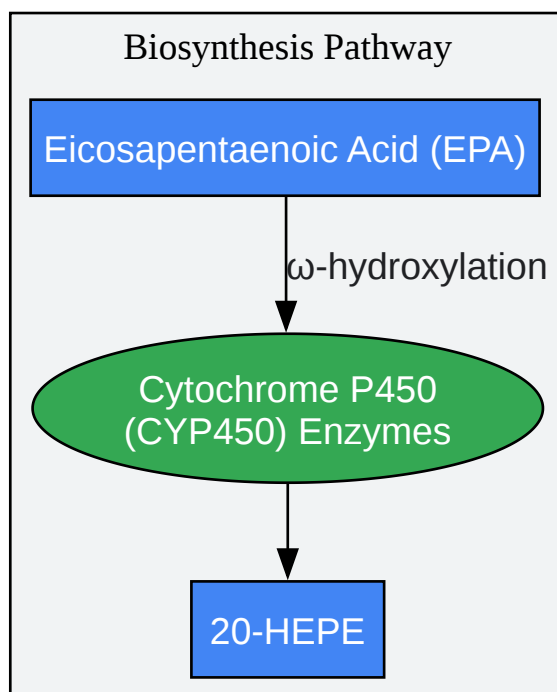 Biosynthesis Pathway
Eicosapentaenoic Acid (EPA)
ω-hydroxylation
Cytochrome P450
(CYP450) Enzymes
20-HEPE